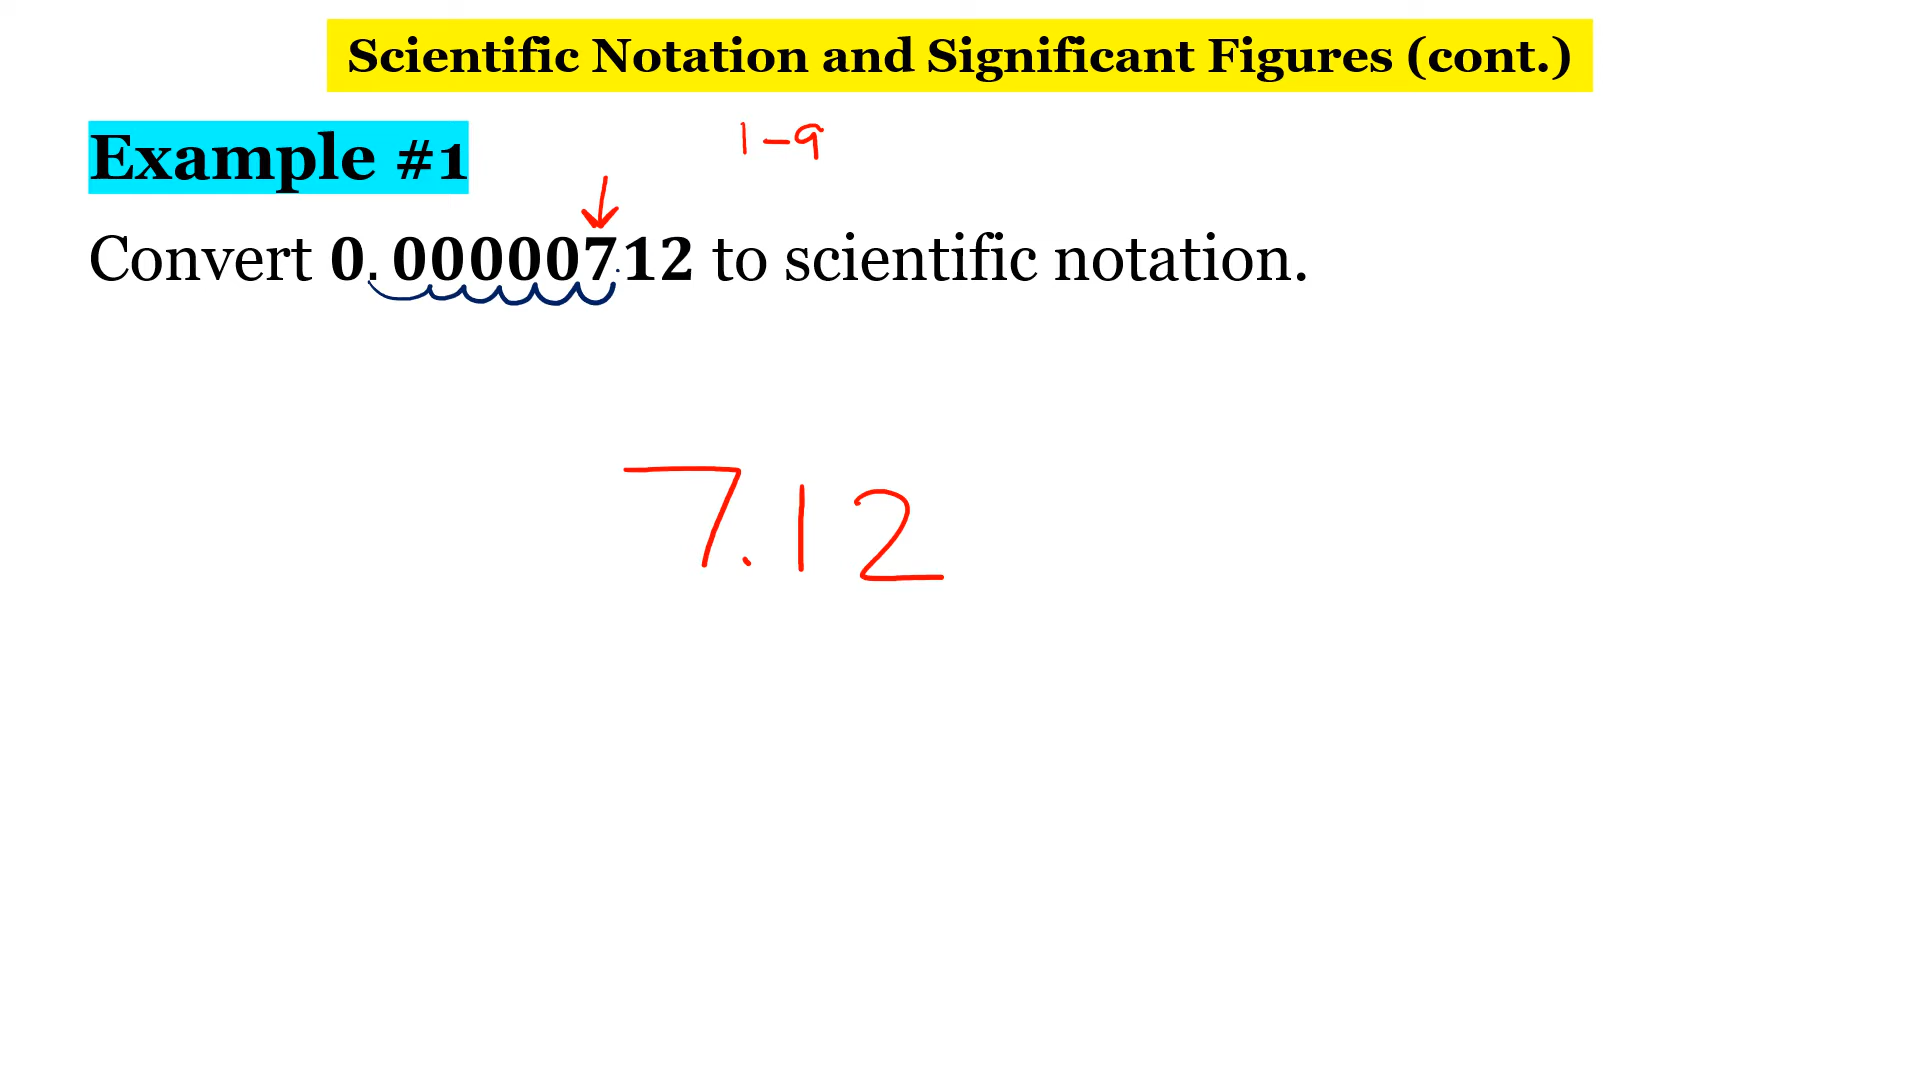 Scientific Notation and Significant Figures (cont.)
Example #1
1-9
Convert 0.00000712 to scientific notation.
7.12